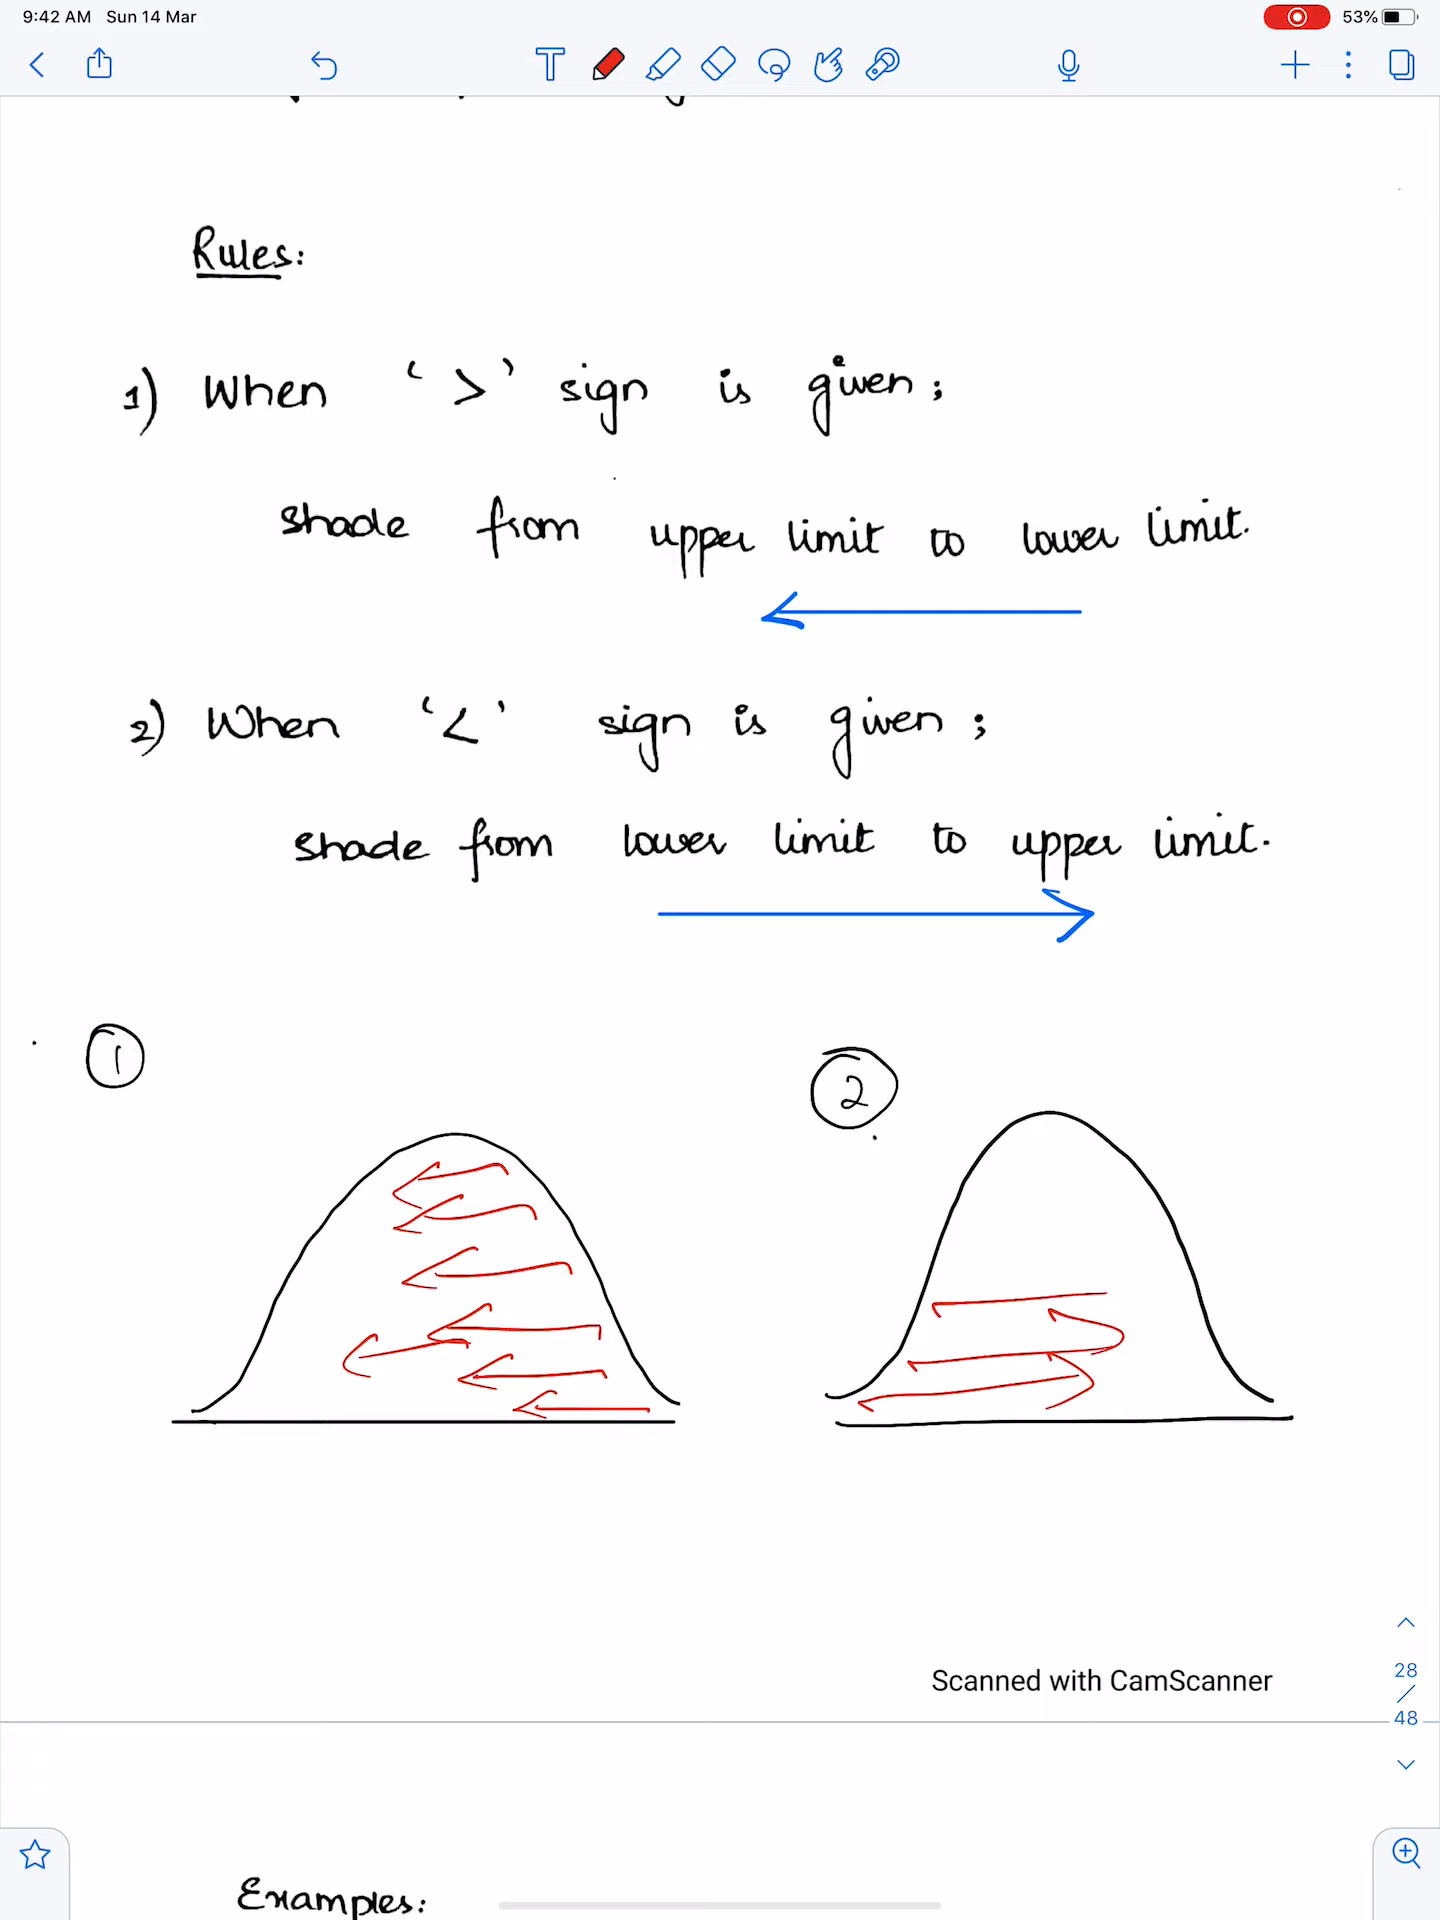 9:42 AM Sun 14 Mar
53%
Rules:
1) When ‘>’ sign is given;
shade from upper limit to lower limit.
2) When ‘<’ sign is given;
shade from lower limit to upper limit.
1
2
Scanned with CamScanner
28
/
48
Examples: